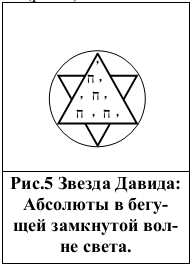 Рис.5 Звезда Давида:
Абсолюты в бегу-
щей замкнутой вол-
не света.